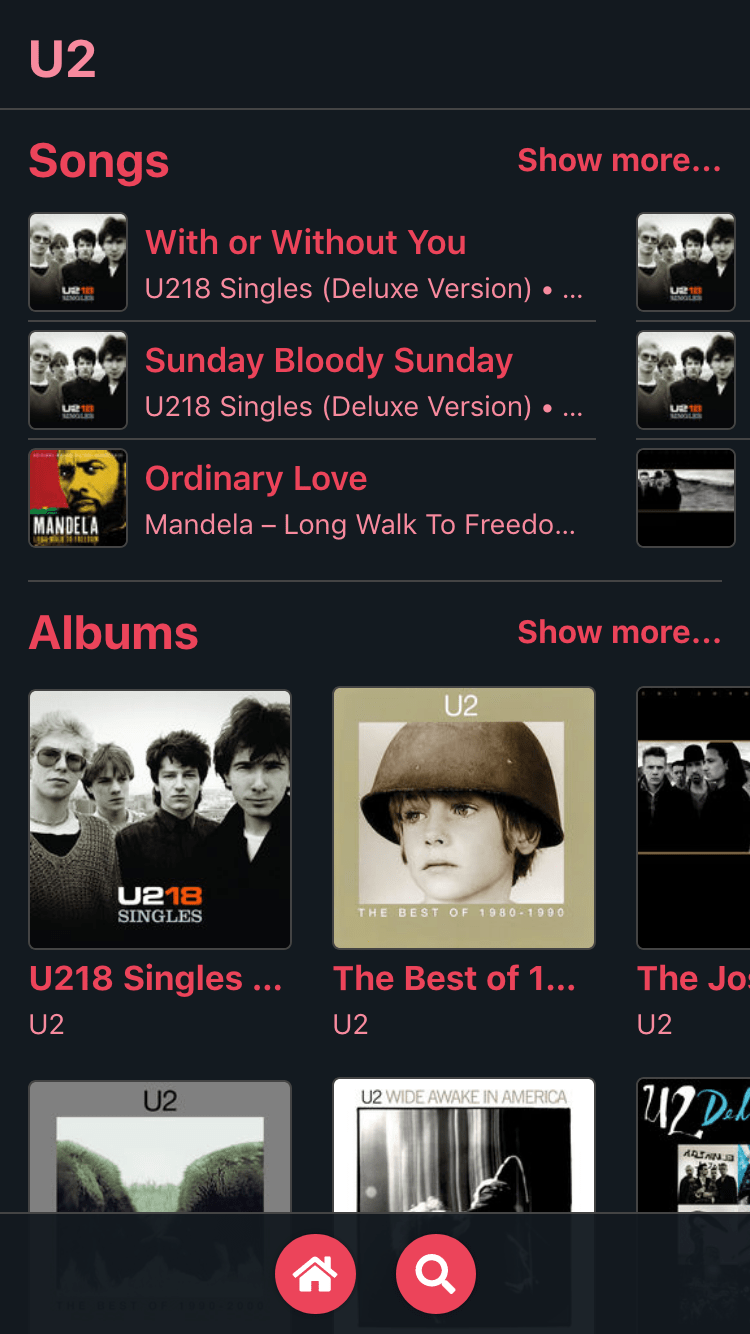 U2
Songs
Show more...
With or Without You
U218 Singles (Deluxe Version) • ...
Sunday Bloody Sunday
U218 Singles (Deluxe Version) • ...
MANDELA
Ordinary Love
Mandela – Long Walk To Freedo...
Albums
Show more...
U218
SINGLES
U2
THE BEST OF 1980-1990
U218 Singles ...
U2
The Best of 1...
U2
The Jos
U2
U2
U2 WIDE AWAKE IN AMERICA
U2